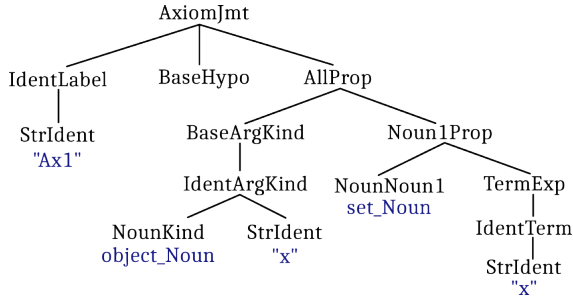 AxiomJmt
IdentLabel BaseHypo AllProp
StrIdent BaseArgKind Noun1Prop
"Ax1"
IdentArgKind NounNoun1 TermExp
set_Noun
NounKind StrIdent IdentTerm
object_Noun "x"
StrIdent
"x"